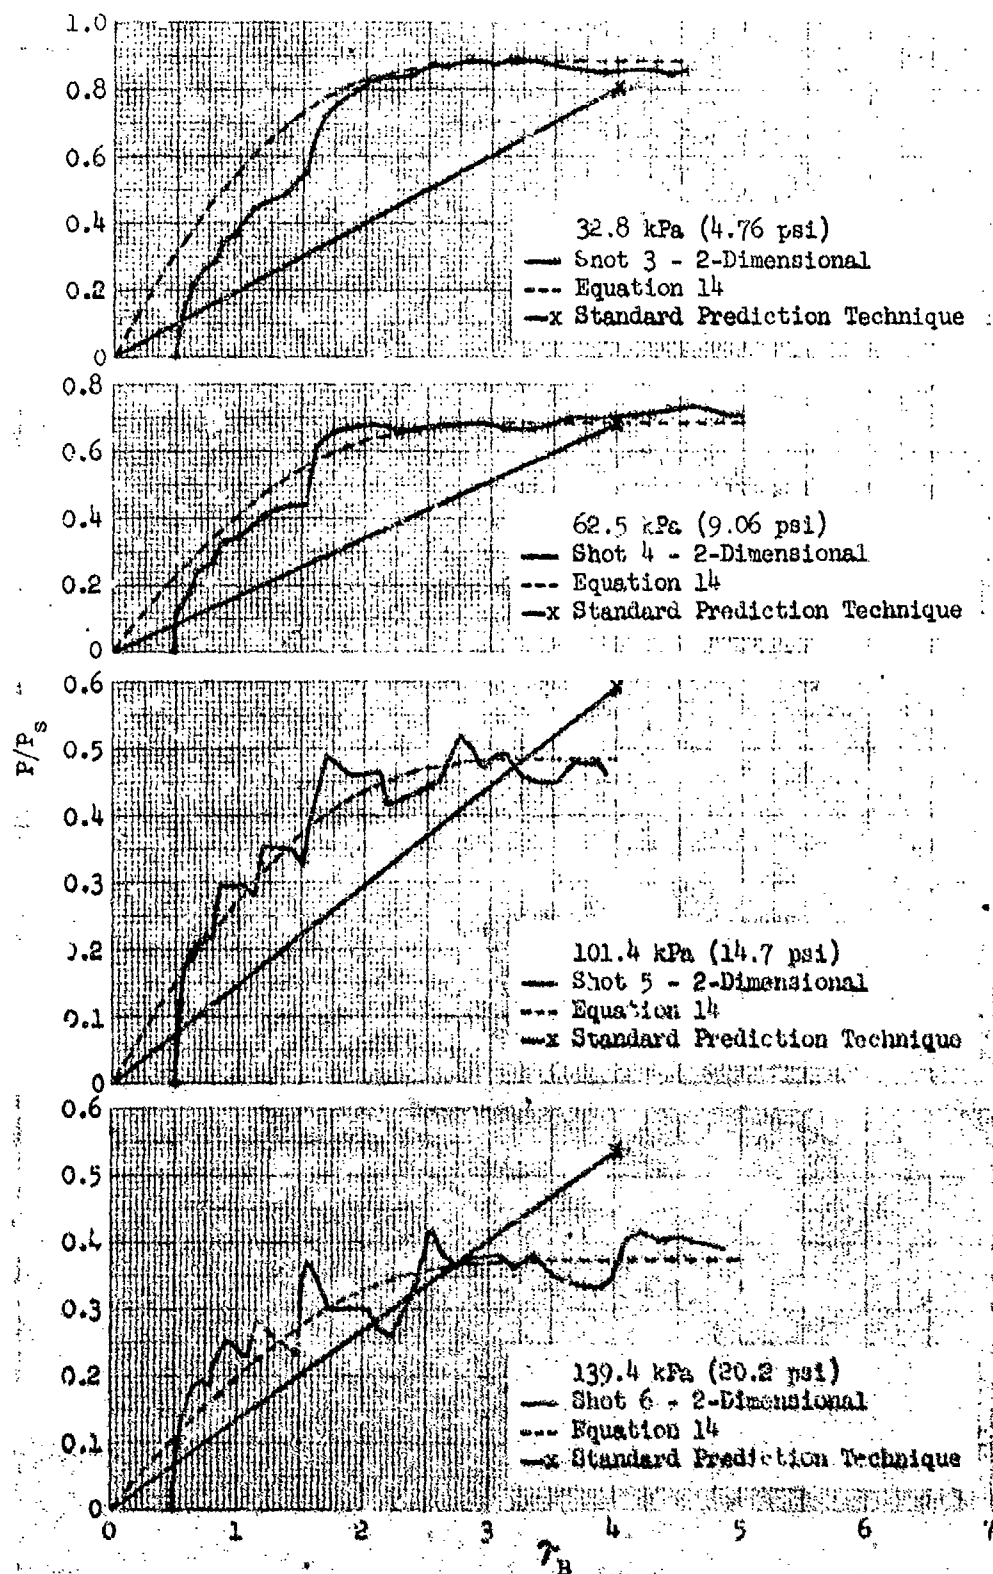 1.0
0.8
0.6
0.4
0.2
0
32.8 kPa (4.76 psi)
Snot 3 - 2-Dimensional
Equation 14
x Standard Prediction Technique
0.8
0.6
0.4
0.2
0
62.5 kPa (9.06 psi)
Shot 4 - 2-Dimensional
Equation 14
x Standard Prediction Technique
P/Ps
0.6
0.5
0.4
0.3
0.2
0.1
0
101.4 kPa (14.7 psi)
Shot 5 - 2-Dimensional
Equation 14
x Standard Prediction Technique
0.6
0.5
0.4
0.3
0.2
0.1
0
139.4 kPa (20.2 psi)
Shot 6 - 2-Dimensional
Equation 14
x Standard Prediction Technique
0 1 2 3 4 5 6 7
τB